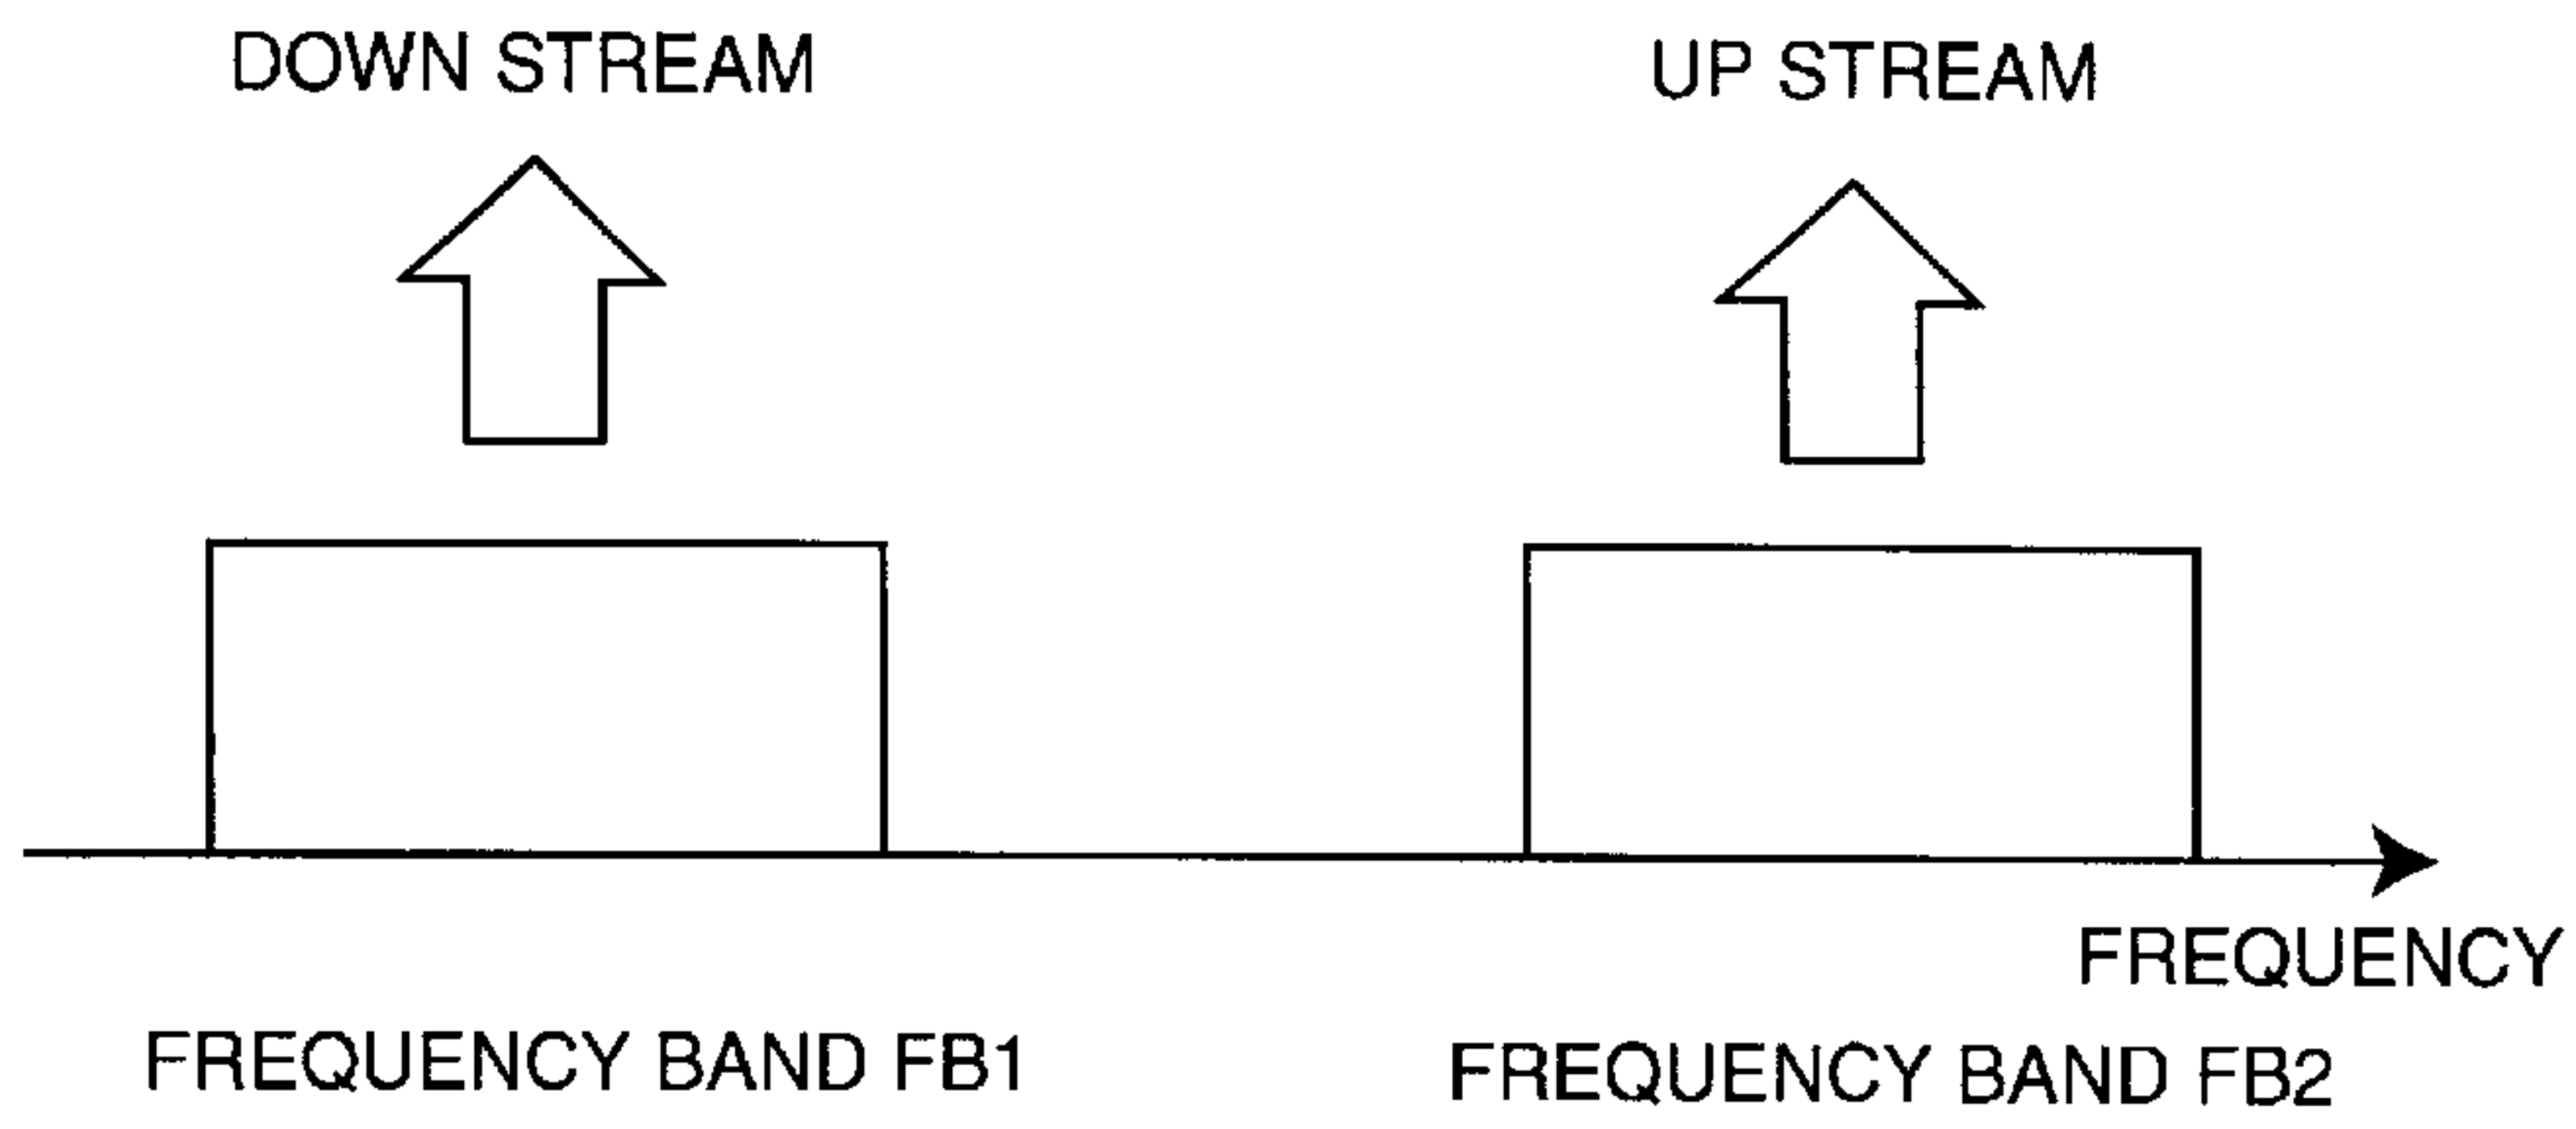 DOWN STREAM
UP STREAM
FREQUENCY
FREQUENCY BAND FB1
FREQUENCY BAND FB2